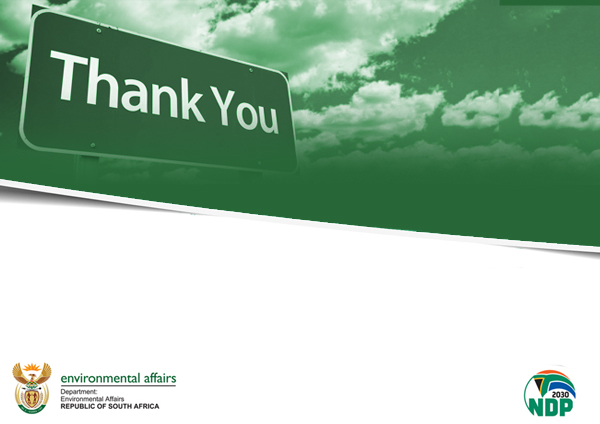 Thank You
environmental affairs
Department:
Environmental Affairs
REPUBLIC OF SOUTH AFRICA
2030
NDP